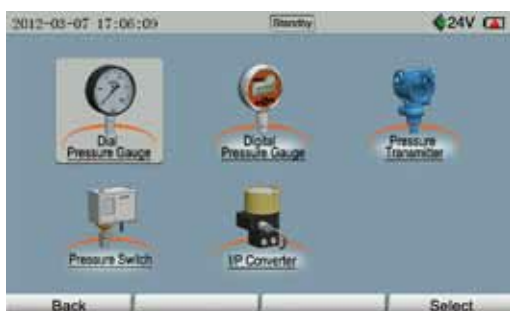 2012-03-07 17:06:09 Standby 24V
Dial
Pressure Gauge
Digital
Pressure Gauge
Pressure
Transmitter
Pressure Switch
I/P Converter
Back Select